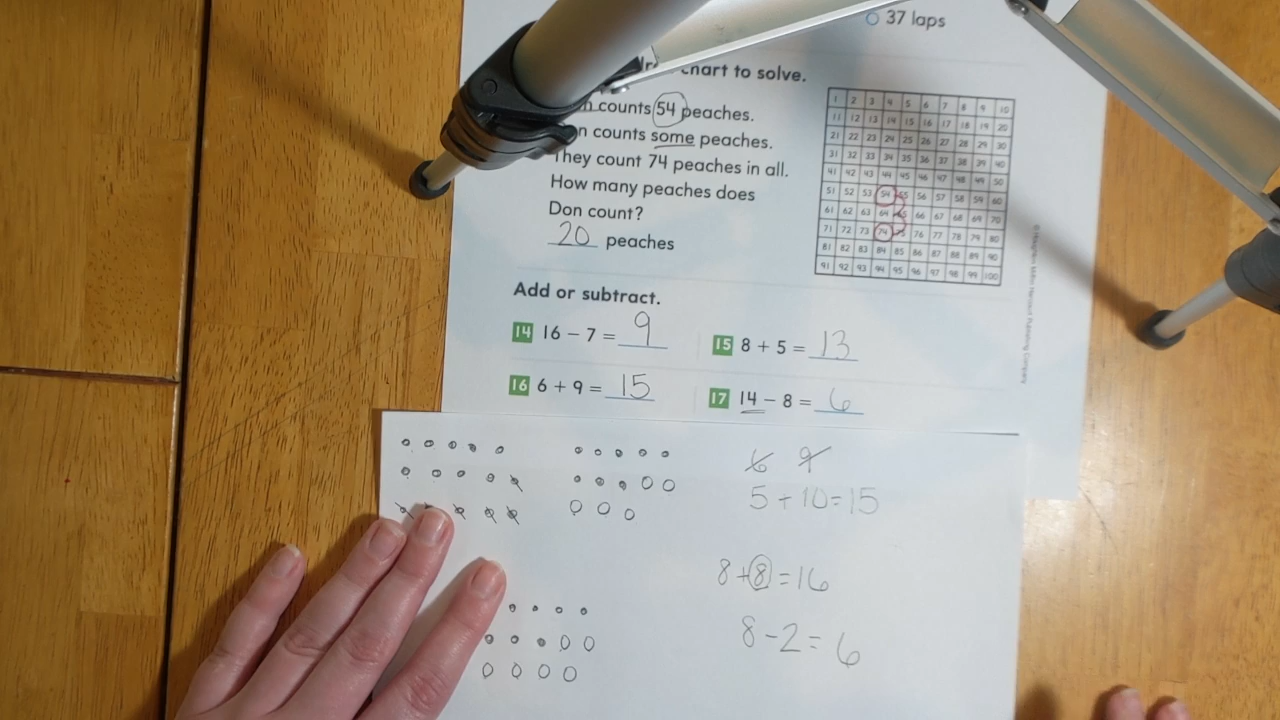 37 laps
chart to solve.
counts 54 peaches.
counts some peaches.
They count 74 peaches in all.
How many peaches does
Don count?
20 peaches
1 2 3 4 5 6 7 8 9 10
11 12 13 14 15 16 17 18 19 20
21 22 23 24 25 26 27 28 29 30
31 32 33 34 35 36 37 38 39 40
41 42 43 44 45 46 47 48 49 50
51 52 53 54 55 56 57 58 59 60
61 62 63 64 65 66 67 68 69 70
71 72 73 74 75 76 77 78 79 80
81 82 83 84 85 86 87 88 89 90
91 92 93 94 95 96 97 98 99 100
© Houghton Mifflin Harcourt Publishing Company
Add or subtract.
14 16 − 7 = 9
15 8 + 5 = 13
16 6 + 9 = 15
17 14 − 8 = 6
6 9
5 + 10 = 15
8 + 8 = 16
8 - 2 = 6